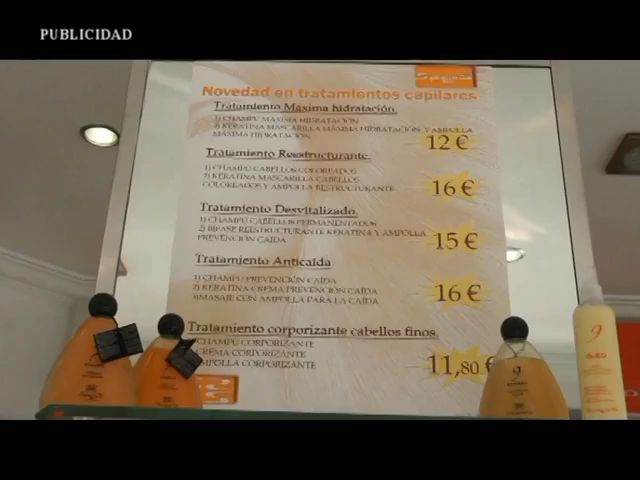 PUBLICIDAD
Novedad en tratamientos capilares
Tratamiento Máxima hidratación.
1) CHAMPÚ MÁXIMA HIDRATACIÓN
2) KERATINA MASCARILLA MÁXIMA HIDRATACIÓN Y AMPOLLA
MÁXIMA HIDRATACIÓN
12 €
Tratamiento Reestructurante.
1) CHAMPÚ CABELLOS COLOREADOS
2) KERATINA MASCARILLA CABELLOS
COLOREADOS Y AMPOLLA RESTRUCTURANTE
16 €
Tratamiento Desvitalizado.
1) CHAMPÚ CABELLOS PERMANENTADOS
2) BIFASE REESTRUCTURANTE KERATINA Y AMPOLLA
PREVENCIÓN CAÍDA
15 €
Tratamiento Anticaída
1) CHAMPÚ PREVENCIÓN CAÍDA
2) KERATINA CREMA PREVENCIÓN CAÍDA
3)MASAJE CON AMPOLLA PARA LA CAÍDA
16 €
Tratamiento corporizante cabellos finos.
CHAMPÚ CORPORIZANTE
CREMA CORPORIZANTE
AMPOLLA CORPORIZANTE
11,80 €
9
9